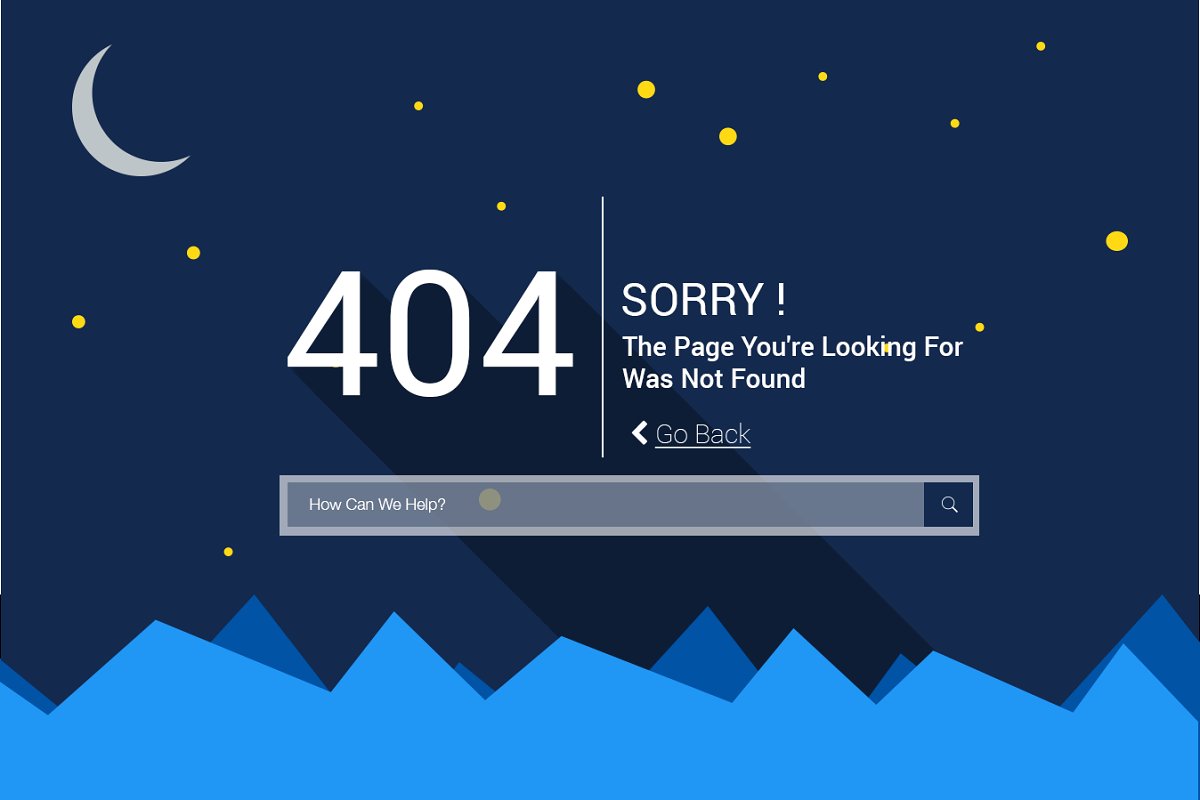 404
SORRY !
The Page You're Looking For
Was Not Found
Go Back
How Can We Help?